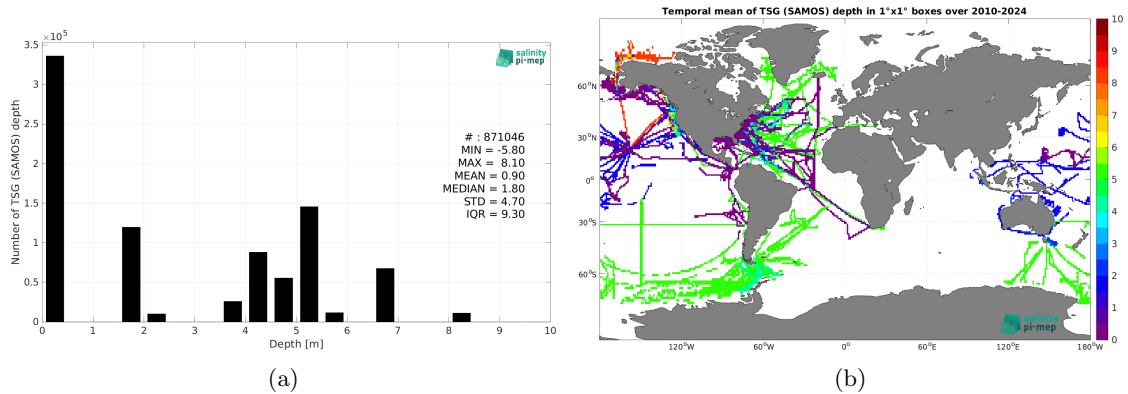 ×10⁵
3.5
3
2.5
2
1.5
1
0.5
0
Number of TSG (SAMOS) depth
0 1 2 3 4 5 6 7 8 9 10
Depth [m]
salinity
pi-mep
# : 871046
MIN = -5.80
MAX = 8.10
MEAN = 0.90
MEDIAN = 1.80
STD = 4.70
IQR = 9.30
(a)
Temporal mean of TSG (SAMOS) depth in 1°x1° boxes over 2010-2024
60°N
30°N
0°
30°S
60°S
120°W 60°W 0°E 60°E 120°E 180°W
salinity
pi-mep
10
9
8
7
6
5
4
3
2
1
0
(b)